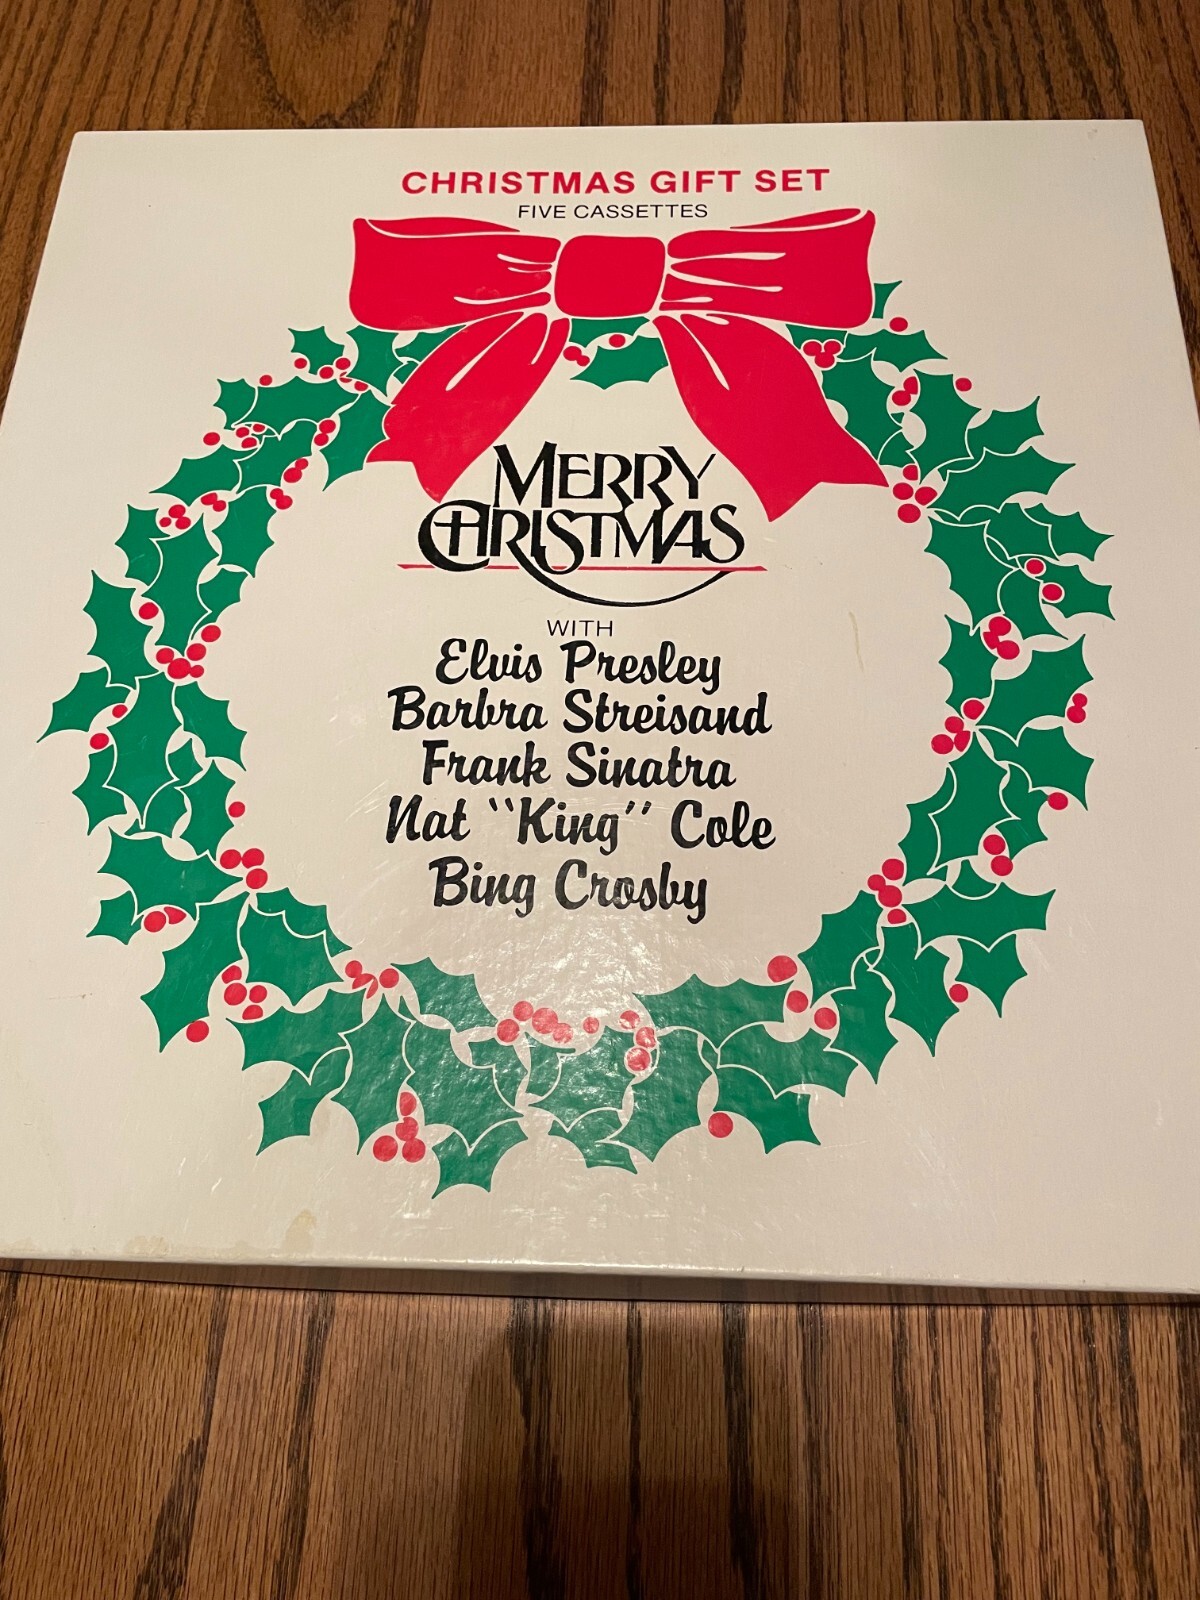 CHRISTMAS GIFT SET
FIVE CASSETTES
MERRY
CHRISTMAS
WITH
Elvis Presley
Barbra Streisand
Frank Sinatra
Nat "King" Cole
Bing Crosby